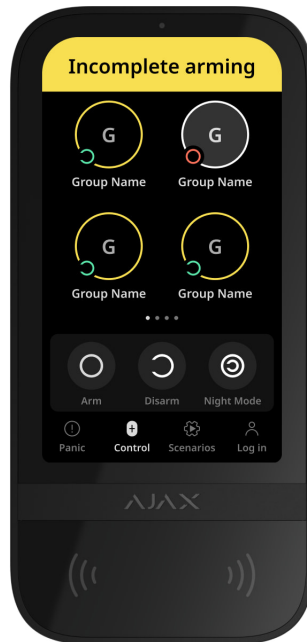 Incomplete arming
G
G
Group Name
Group Name
G
G
Group Name
Group Name
Arm
Disarm
Night Mode
Panic
Control
Scenarios
Log in
AJAX